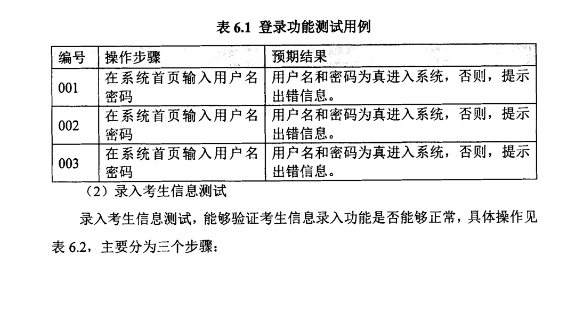 表 6.1 登录功能测试用例
编号 操作步骤 预期结果
001 在系统首页输入用户名 用户名和密码为真进入系统，否则，提示
密码 出错信息。
002 在系统首页输入用户名 用户名和密码为真进入系统，否则，提示
密码 出错信息。
003 在系统首页输入用户名 用户名和密码为真进入系统，否则，提示
密码 出错信息。
（2）录入考生信息测试
录入考生信息测试，能够验证考生信息录入功能是否能够正常，具体操作见
表 6.2，主要分为三个步骤：